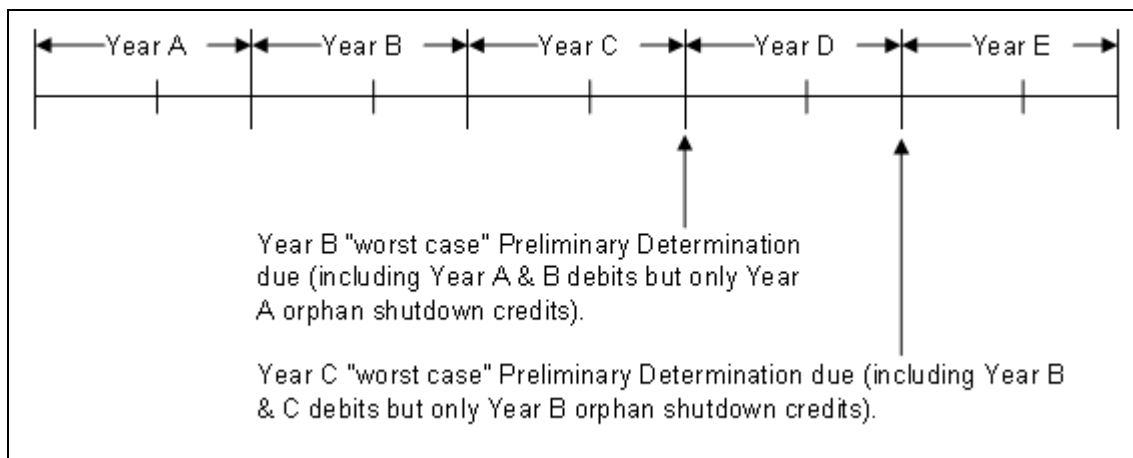 Year A Year B Year C Year D Year E
Year B "worst case" Preliminary Determination
due (including Year A & B debits but only Year
A orphan shutdown credits).
Year C "worst case" Preliminary Determination due (including Year B
& C debits but only Year B orphan shutdown credits).